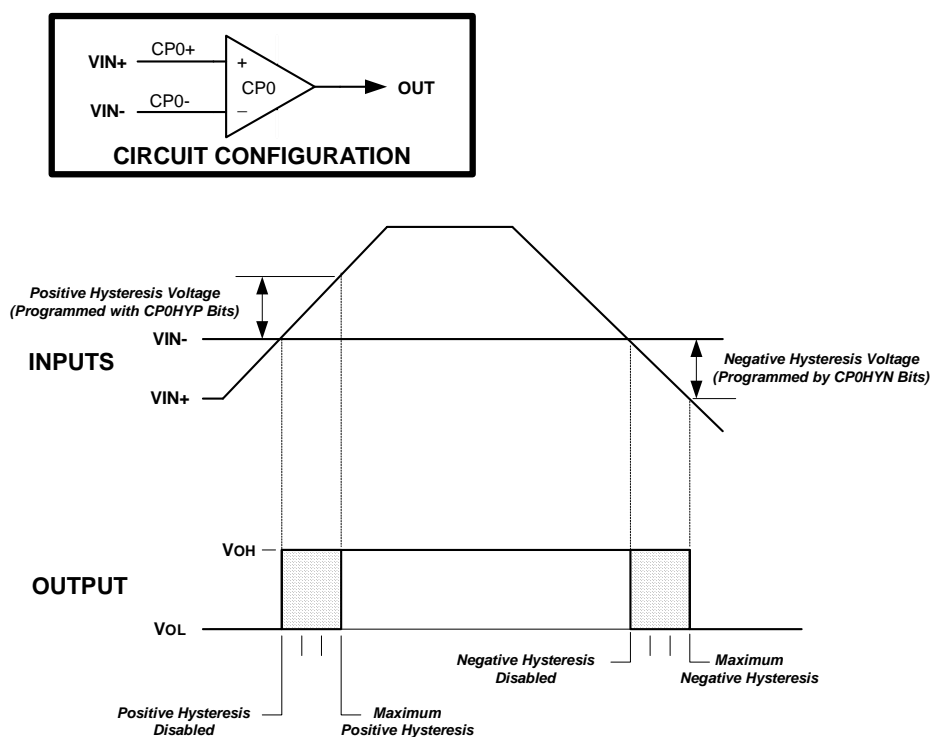 VIN+
CP0+
+
CP0
OUT
VIN-
CP0-
_
CIRCUIT CONFIGURATION
Positive Hysteresis Voltage
(Programmed with CP0HYP Bits)
VIN-
INPUTS
Negative Hysteresis Voltage
(Programmed by CP0HYN Bits)
VIN+
VOH
OUTPUT
VOL
Negative Hysteresis
Disabled
Maximum
Negative Hysteresis
Positive Hysteresis
Disabled
Maximum
Positive Hysteresis